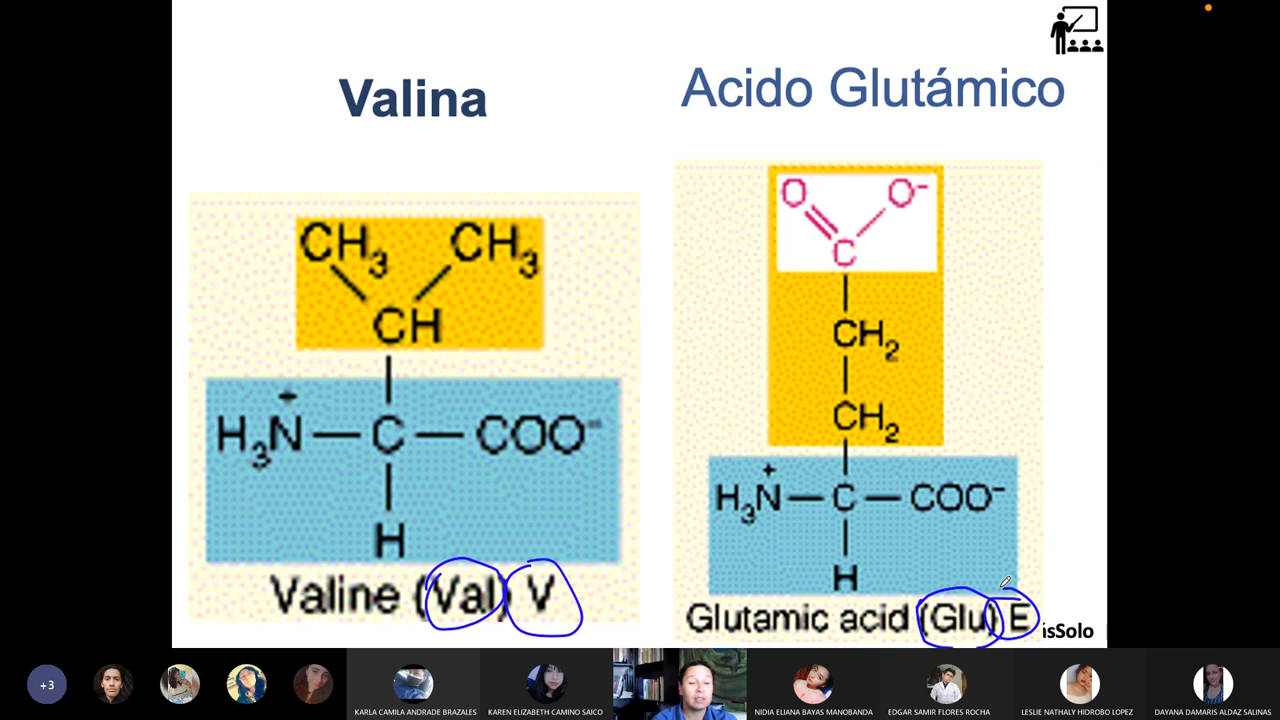 Valina
Acido Glutámico
CH3 CH3
CH
H3N+ — C — COO-
H
Valine (Val) V
O O-
C
CH2
CH2
H3N+ — C — COO-
H
Glutamic acid (Glu) E
isSolo
+3
KARLA CAMILA ANDRADE BRAZALES
KAREN ELIZABETH CAMINO SAICO
NIDIA ELIANA BAYAS MANOBANDA
EDGAR SAMIR FLORES ROCHA
LESLIE NATHALY HIDROBO LOPEZ
DAYANA DAMARIS ALDAZ SALINAS